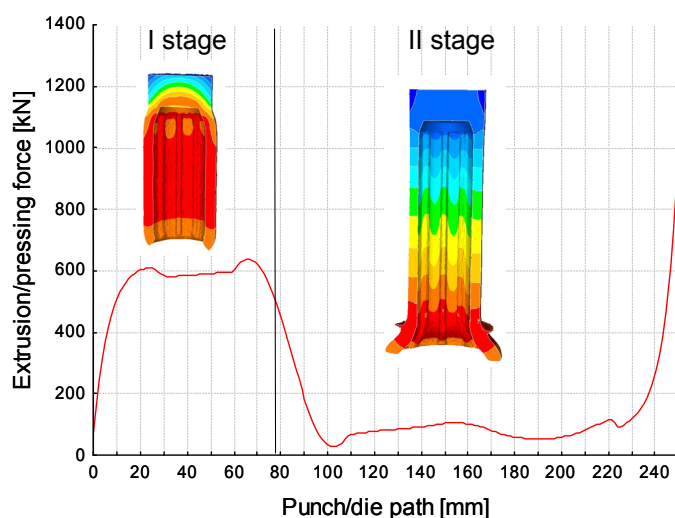 I stage
II stage
Extrusion/pressing force [kN]
1400
1200
1000
800
600
400
200
0
0 20 40 60 80 100 120 140 160 180 200 220 240
Punch/die path [mm]